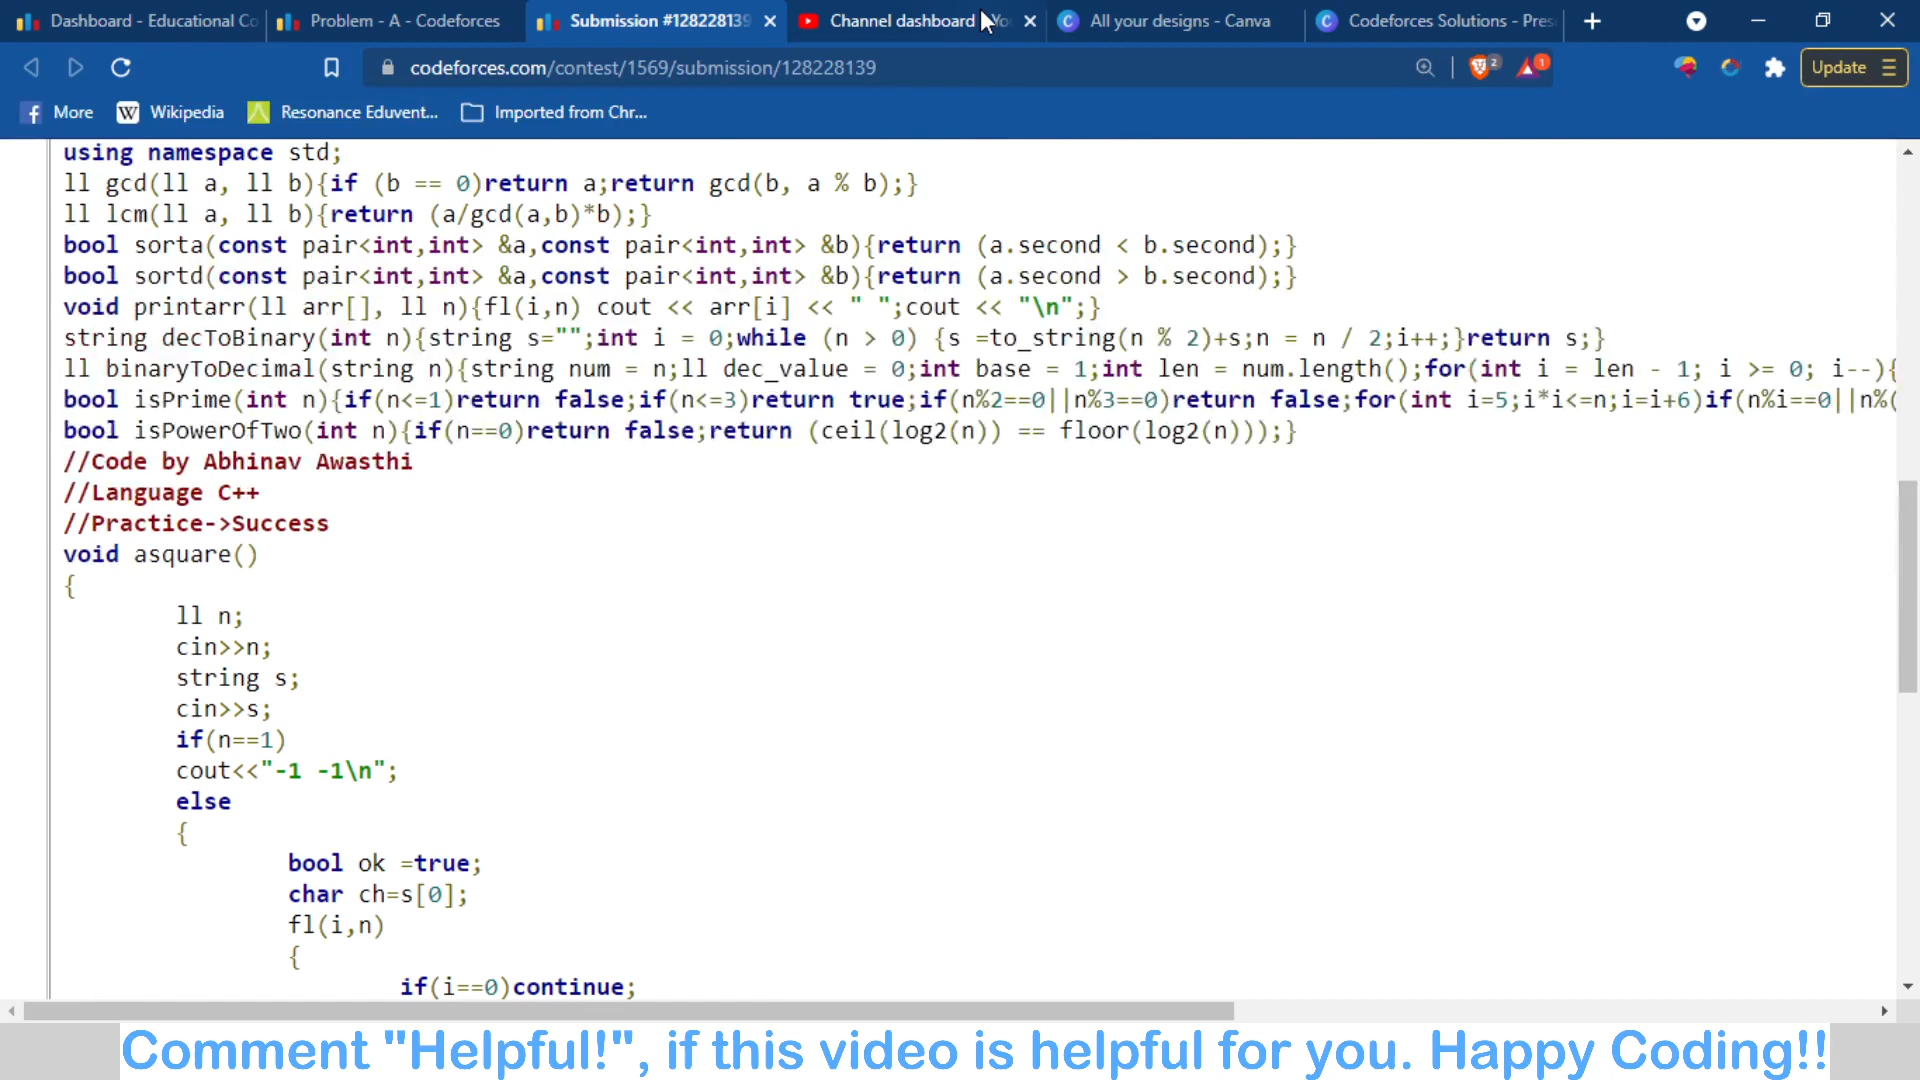 Dashboard - Educational Co
Problem - A - Codeforces
Submission #128228139
Channel dashboard
All your designs - Canva
Codeforces Solutions - Pres
codeforces.com/contest/1569/submission/128228139
2
1
Update
More
Wikipedia
Resonance Eduvent...
Imported from Chr...
using namespace std;
ll gcd(ll a, ll b){if (b == 0)return a;return gcd(b, a % b);}
ll lcm(ll a, ll b){return (a/gcd(a,b)*b);}
bool sorta(const pair<int,int> &a,const pair<int,int> &b){return (a.second < b.second);}
bool sortd(const pair<int,int> &a,const pair<int,int> &b){return (a.second > b.second);}
void printarr(ll arr[], ll n){fl(i,n) cout << arr[i] << " ";cout << "\n";}
string decToBinary(int n){string s="";int i = 0;while (n > 0) {s =to_string(n % 2)+s;n = n / 2;i++;}return s;}
ll binaryToDecimal(string n){string num = n;ll dec_value = 0;int base = 1;int len = num.length();for(int i = len - 1; i >= 0; i--){
bool isPrime(int n){if(n<=1)return false;if(n<=3)return true;if(n%2==0||n%3==0)return false;for(int i=5;i*i<=n;i=i+6)if(n%i==0||n%(
bool isPowerOfTwo(int n){if(n==0)return false;return (ceil(log2(n)) == floor(log2(n)));}
//Code by Abhinav Awasthi
//Language C++
//Practice->Success
void asquare()
{
ll n;
cin>>n;
string s;
cin>>s;
if(n==1)
cout<<"-1 -1\n";
else
{
bool ok =true;
char ch=s[0];
fl(i,n)
{
if(i==0)continue;
Comment "Helpful!", if this video is helpful for you. Happy Coding!!